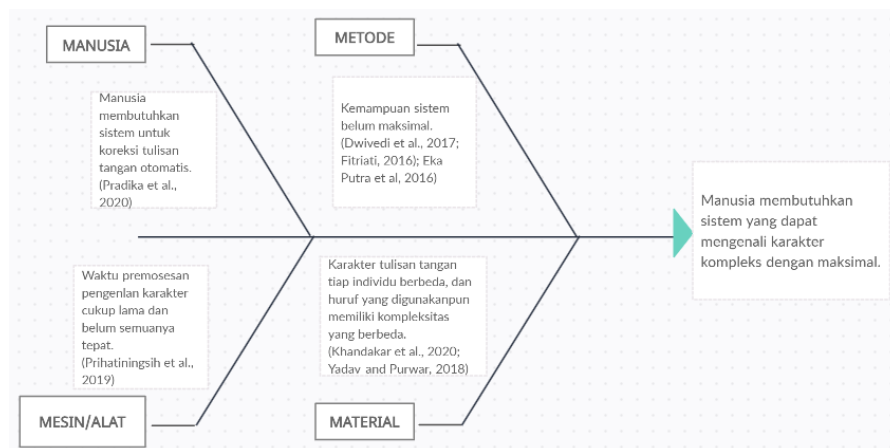 MANUSIA
METODE
Manusia
membutuhkan
sistem untuk
koreksi tulisan
tangan otomatis.
(Pradika et al.,
2020)
Kemampuan sistem
belum maksimal.
(Dwivedi et al., 2017;
Fitriati, 2016); Eka
Putra et al, 2016)
Manusia membutuhkan
sistem yang dapat
mengenali karakter
kompleks dengan maksimal.
Waktu premosesan
pengenlan karakter
cukup lama dan
belum semuanya
tepat.
(Prihatiningsih et al.,
2019)
Karakter tulisan tangan
tiap individu berbeda, dan
huruf yang digunakanpun
memiliki kompleksitas
yang berbeda.
(Khandakar et al., 2020;
Yadav and Purwar, 2018)
MESIN/ALAT
MATERIAL